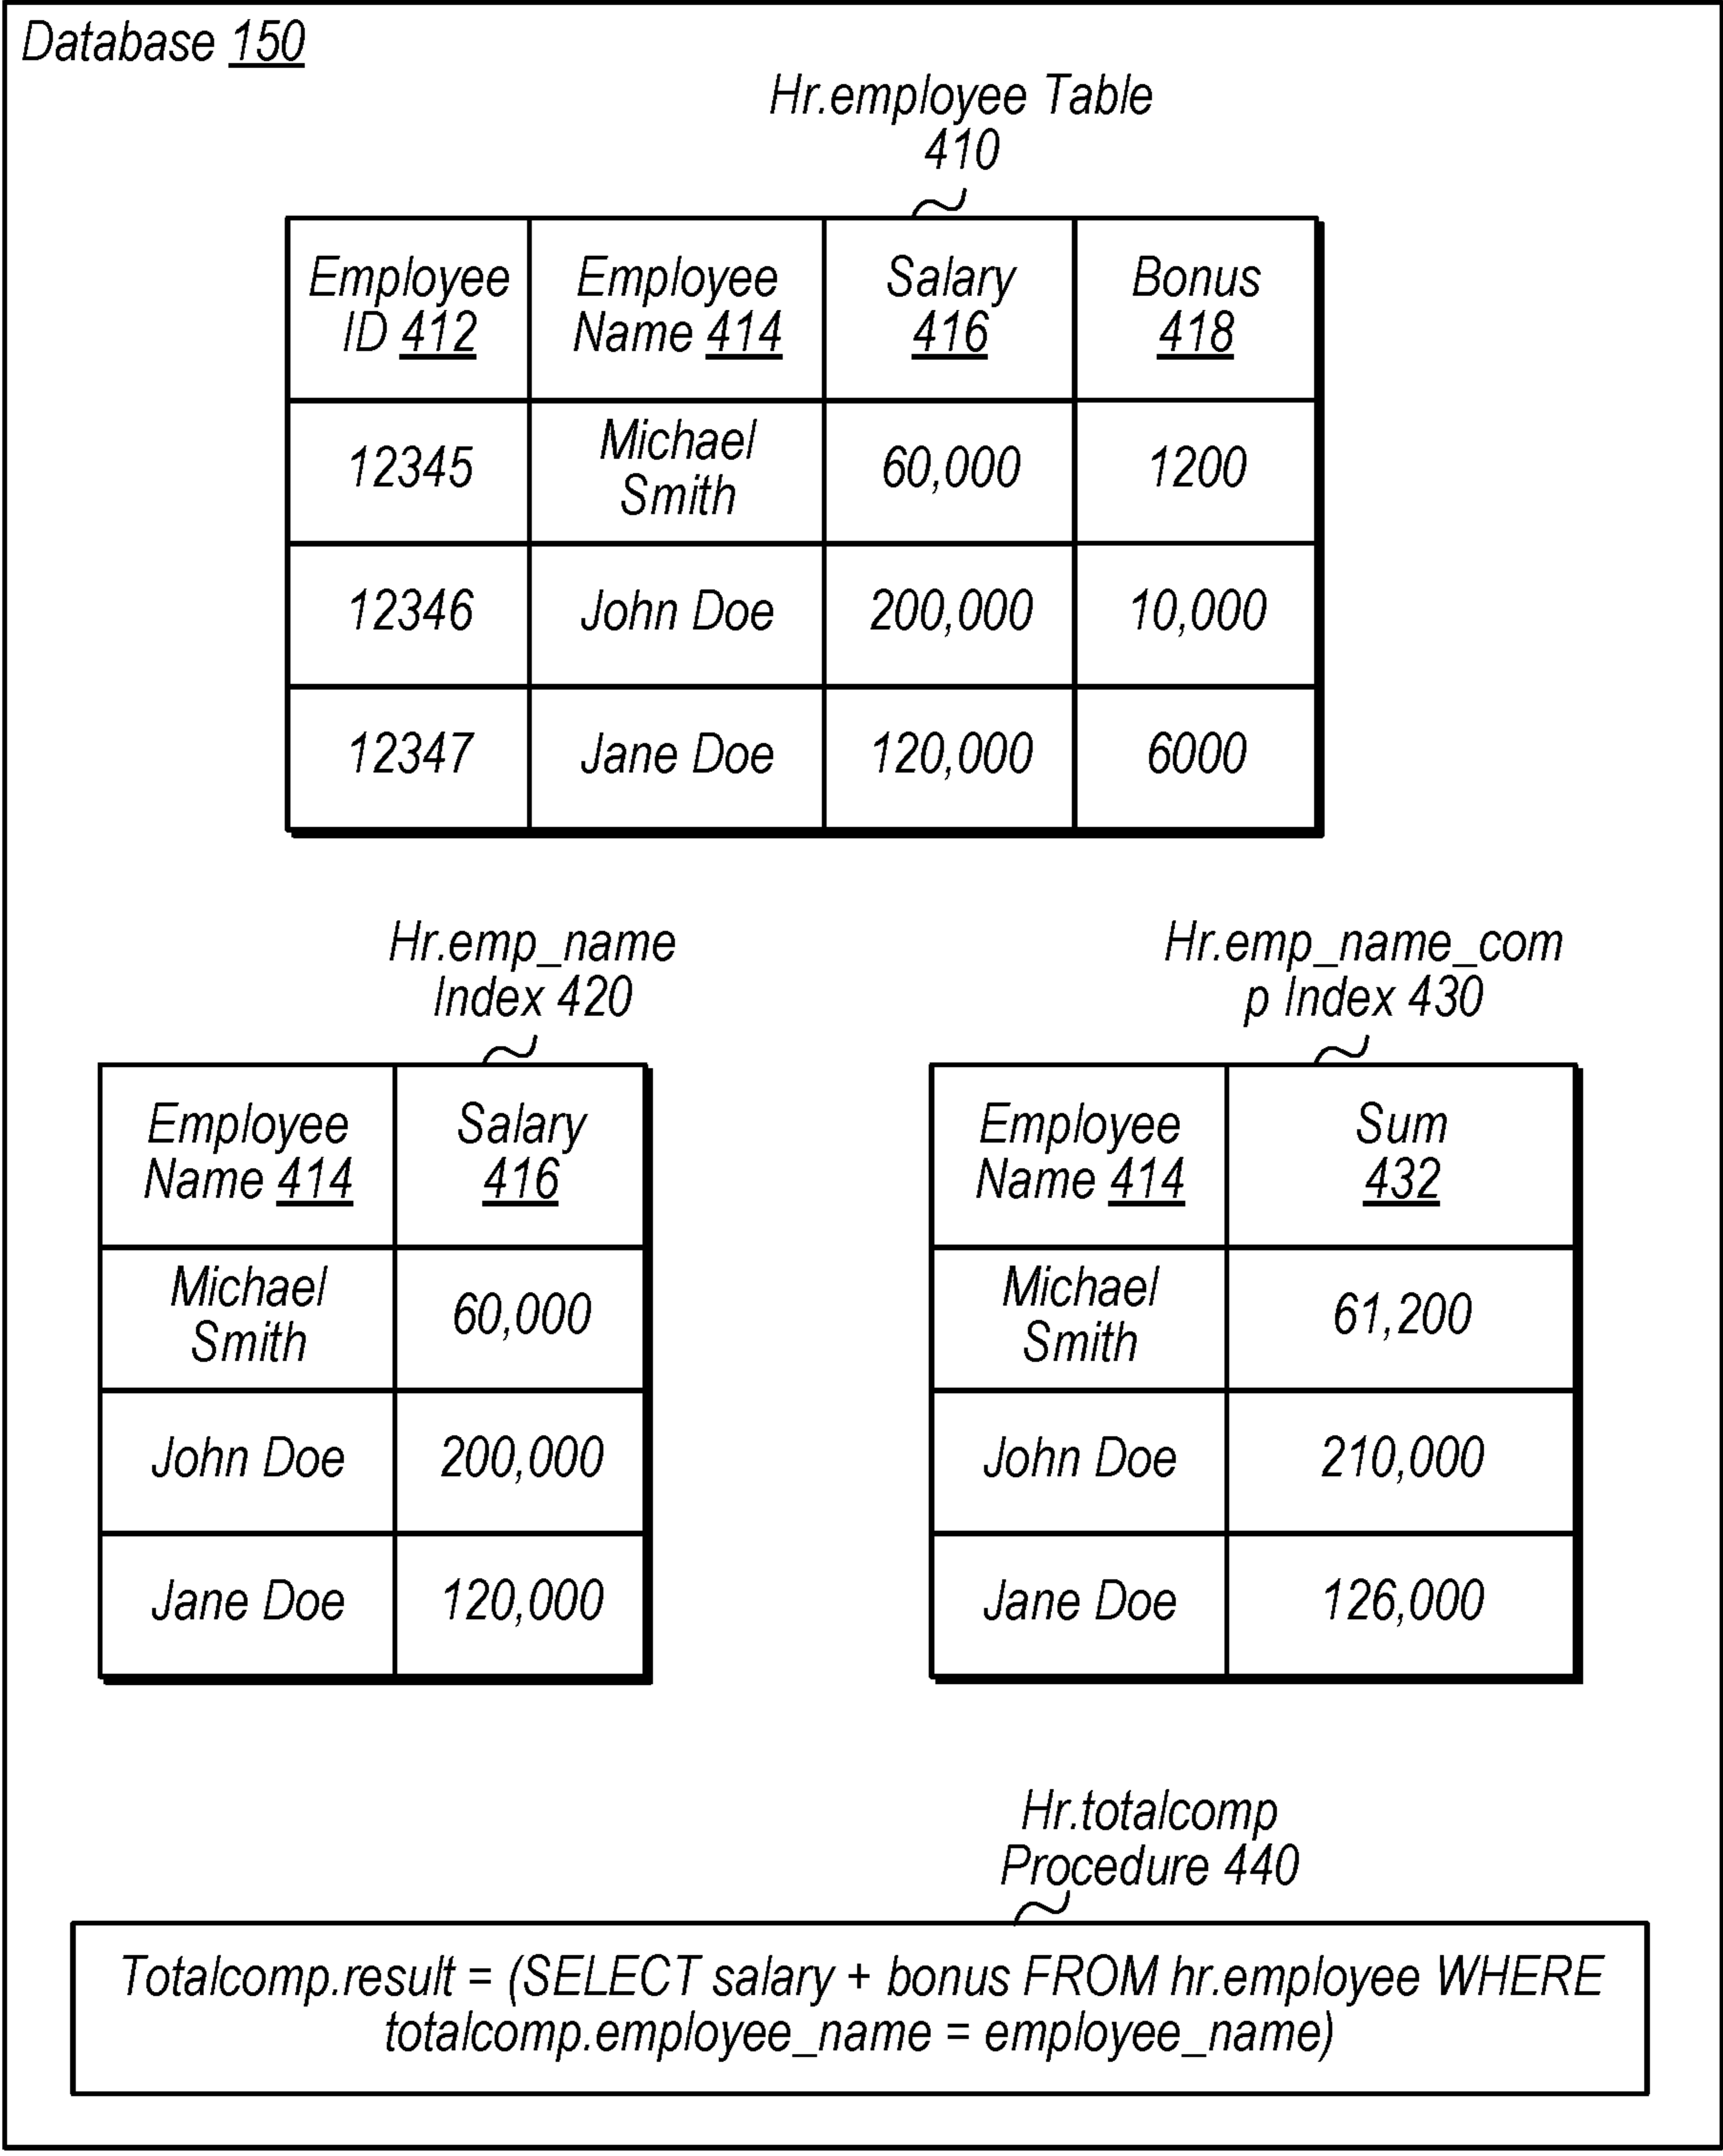 Database 150
Hr.employee Table
410
Employee
ID 412
Employee
Name 414
Salary
416
Bonus
418
12345
Michael
Smith
60,000
1200
12346
John Doe
200,000
10,000
12347
Jane Doe
120,000
6000
Hr.emp_name
Index 420
Employee
Name 414
Salary
416
Michael
Smith
60,000
John Doe
200,000
Jane Doe
120,000
Hr.emp_name_com
p Index 430
Employee
Name 414
Sum
432
Michael
Smith
61,200
John Doe
210,000
Jane Doe
126,000
Hr.totalcomp
Procedure 440
Totalcomp.result = (SELECT salary + bonus FROM hr.employee WHERE
totalcomp.employee_name = employee_name)